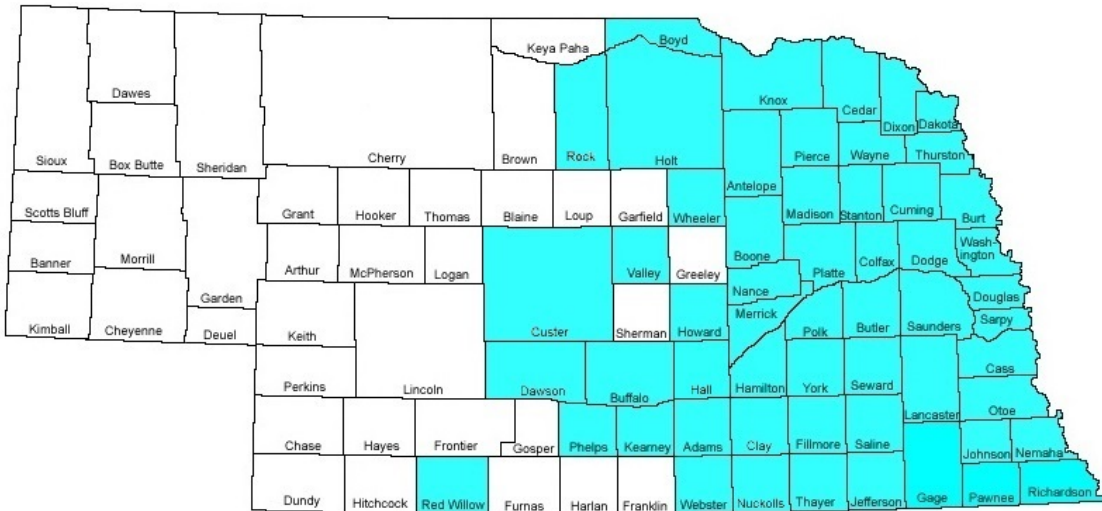 Keya Paha
Boyd
Dawes
Knox
Cedar
Dixon
Dakota
Sioux
Box Butte
Sheridan
Cherry
Brown
Rock
Holt
Pierce
Wayne
Thurston
Antelope
Scotts Bluff
Grant
Hooker
Thomas
Blaine
Loup
Garfield
Wheeler
Madison
Stanton
Cuming
Burt
Banner
Morrill
Arthur
McPherson
Logan
Valley
Greeley
Boone
Platte
Colfax
Dodge
Wash-
ington
Garden
Nance
Douglas
Kimball
Cheyenne
Deuel
Keith
Custer
Sherman
Howard
Merrick
Polk
Butler
Saunders
Sarpy
Perkins
Lincoln
Dawson
Buffalo
Hall
Hamilton
York
Seward
Cass
Lancaster
Otoe
Chase
Hayes
Frontier
Gosper
Phelps
Kearney
Adams
Clay
Fillmore
Saline
Johnson
Nemaha
Dundy
Hitchcock
Red Willow
Furnas
Harlan
Franklin
Webster
Nuckolls
Thayer
Jefferson
Gage
Pawnee
Richardson